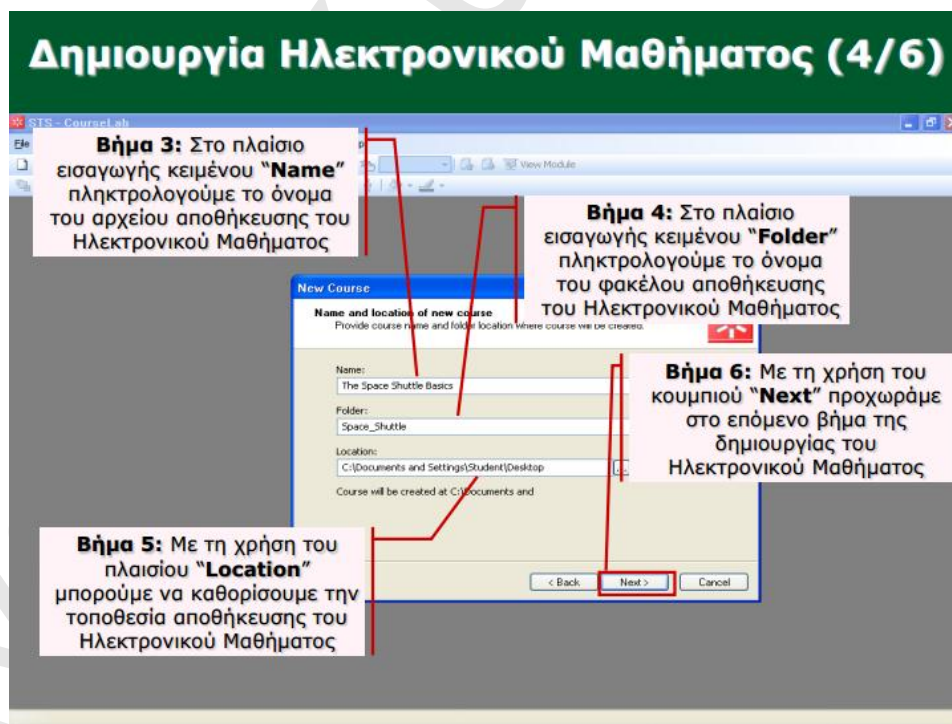 Δημιουργία Ηλεκτρονικού Μαθήματος (4/6)
STS - CourseLab
View Module
Βήμα 3: Στο πλαίσιο
εισαγωγής κειμένου “Name”
πληκτρολογούμε το όνομα
του αρχείου αποθήκευσης του
Ηλεκτρονικού Μαθήματος
Βήμα 4: Στο πλαίσιο
εισαγωγής κειμένου “Folder”
πληκτρολογούμε το όνομα
του φακέλου αποθήκευσης
του Ηλεκτρονικού Μαθήματος
New Course
Name and location of new course
Provide course name and folder location where course will be created.
Name:
The Space Shuttle Basics
Folder:
Space_Shuttle
Location:
C:\Documents and Settings\Student\Desktop
...
Course will be created at C:\Documents and
Βήμα 6: Με τη χρήση του
κουμπιού “Next” προχωράμε
στο επόμενο βήμα της
δημιουργίας του
Ηλεκτρονικού Μαθήματος
Βήμα 5: Με τη χρήση του
πλαισίου “Location”
μπορούμε να καθορίσουμε την
τοποθεσία αποθήκευσης του
Ηλεκτρονικού Μαθήματος
< Back Next > Cancel